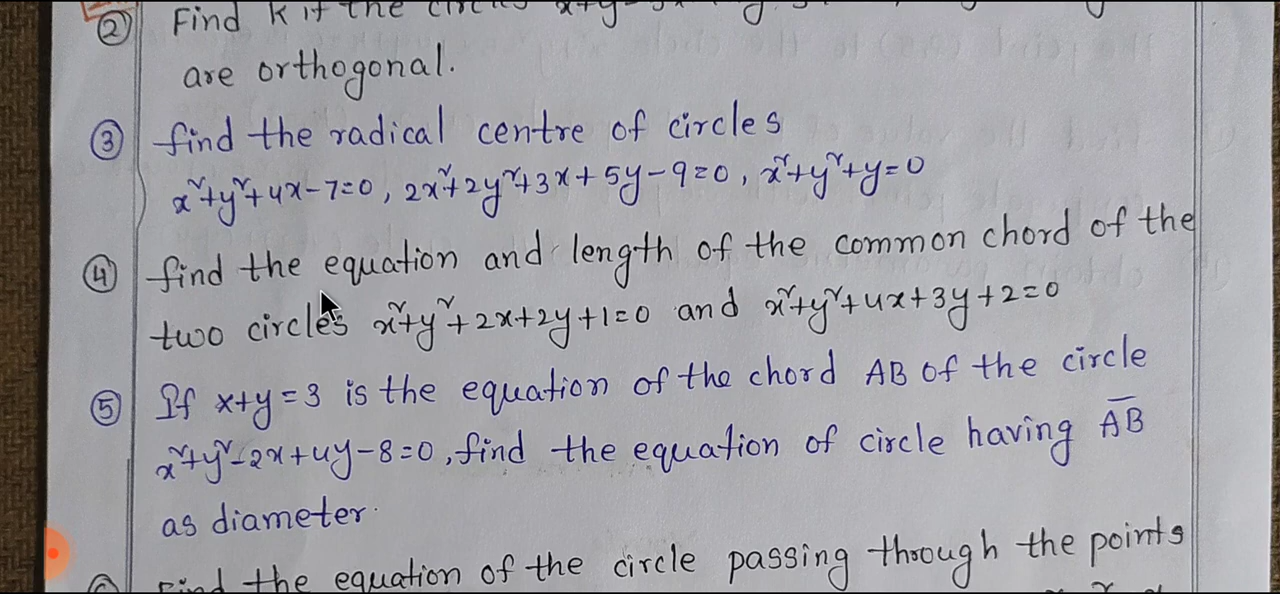 ② Find k if the
are orthogonal.
③ find the radical centre of circles
x²+y²+4x-7=0, 2x²+2y²+3x+5y-9=0, x²+y²+y=0
④ find the equation and length of the common chord of the
two circles x²+y²+2x+2y+1=0 and x²+y²+4x+3y+2=0
⑤ If x+y=3 is the equation of the chord AB of the circle
x²+y²-2x+4y-8=0, find the equation of circle having A̅B̅
as diameter.
Find the equation of the circle passing through the points